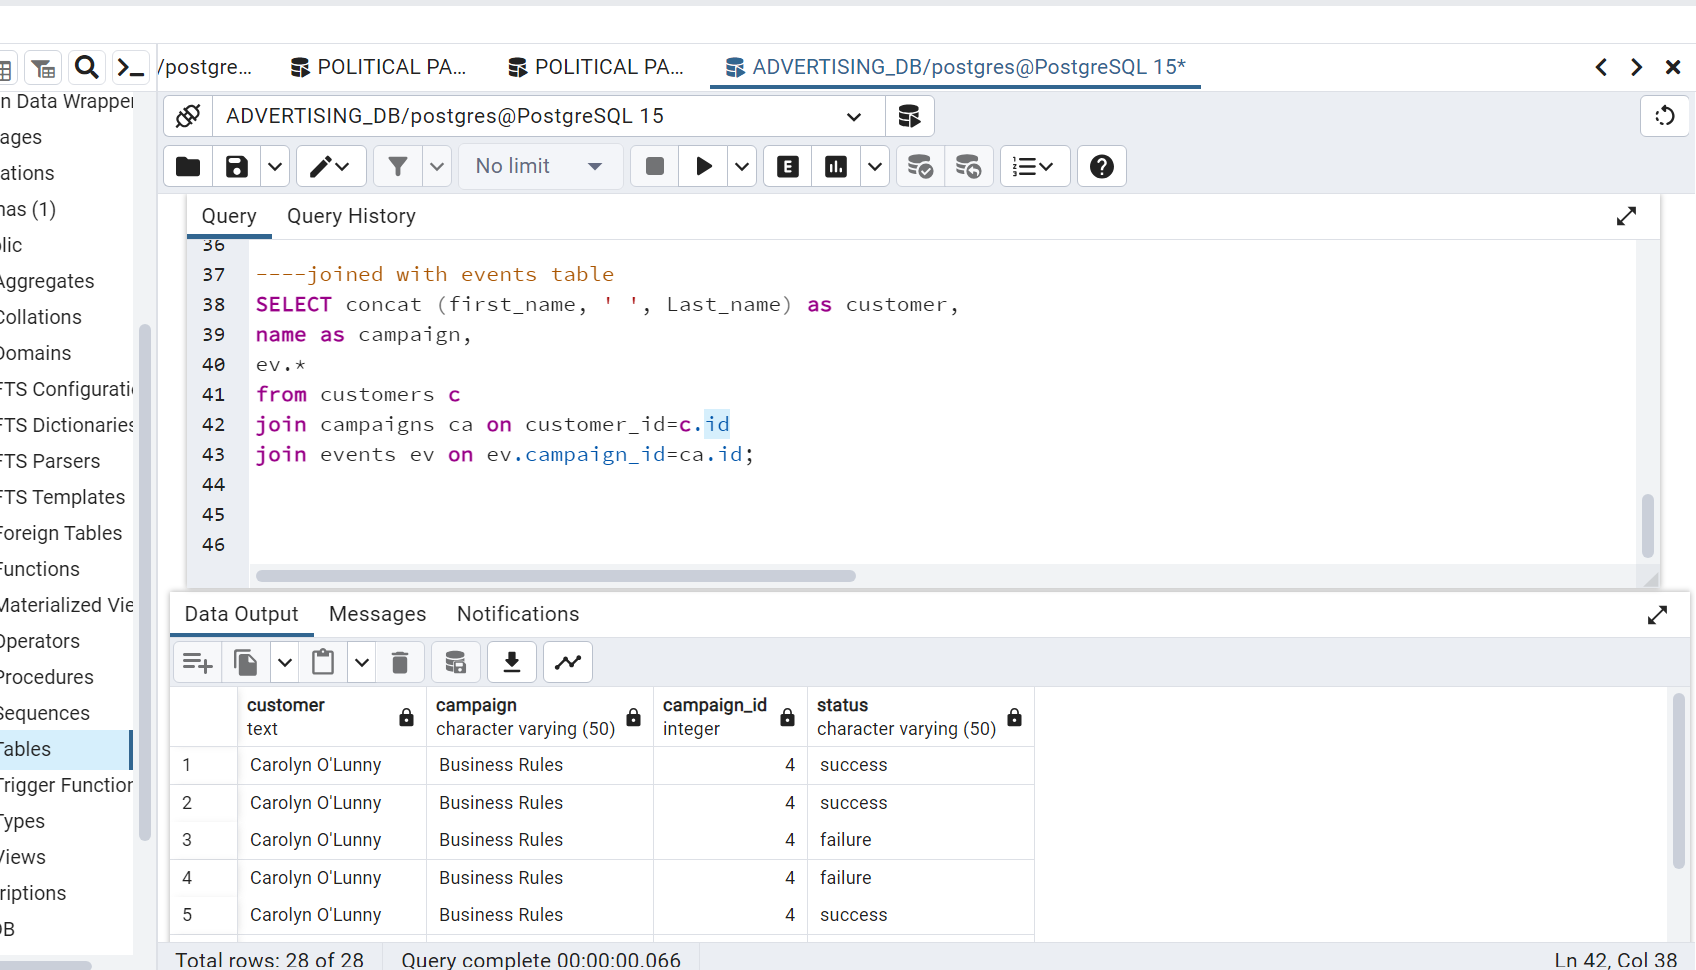 /postgre...
POLITICAL PA...
POLITICAL PA...
ADVERTISING_DB/postgres@PostgreSQL 15*
n Data Wrapper
ages
ations
nas (1)
lic
Aggregates
Collations
Domains
FTS Configurati
FTS Dictionaries
FTS Parsers
FTS Templates
Foreign Tables
Functions
Materialized Vie
Operators
Procedures
Sequences
Tables
Trigger Function
Types
Views
riptions
DB
ADVERTISING_DB/postgres@PostgreSQL 15
No limit
E
Query
Query History
36
37 ----joined with events table
38 SELECT concat (first_name, ' ', Last_name) as customer,
39 name as campaign,
40 ev.*
41 from customers c
42 join campaigns ca on customer_id=c.id
43 join events ev on ev.campaign_id=ca.id;
44
45
46
Data Output
Messages
Notifications
customer campaign campaign_id status
text character varying (50) integer character varying (50)
1 Carolyn O'Lunny Business Rules 4 success
2 Carolyn O'Lunny Business Rules 4 success
3 Carolyn O'Lunny Business Rules 4 failure
4 Carolyn O'Lunny Business Rules 4 failure
5 Carolyn O'Lunny Business Rules 4 success
Total rows: 28 of 28
Query complete 00:00:00.066
Ln 42, Col 38